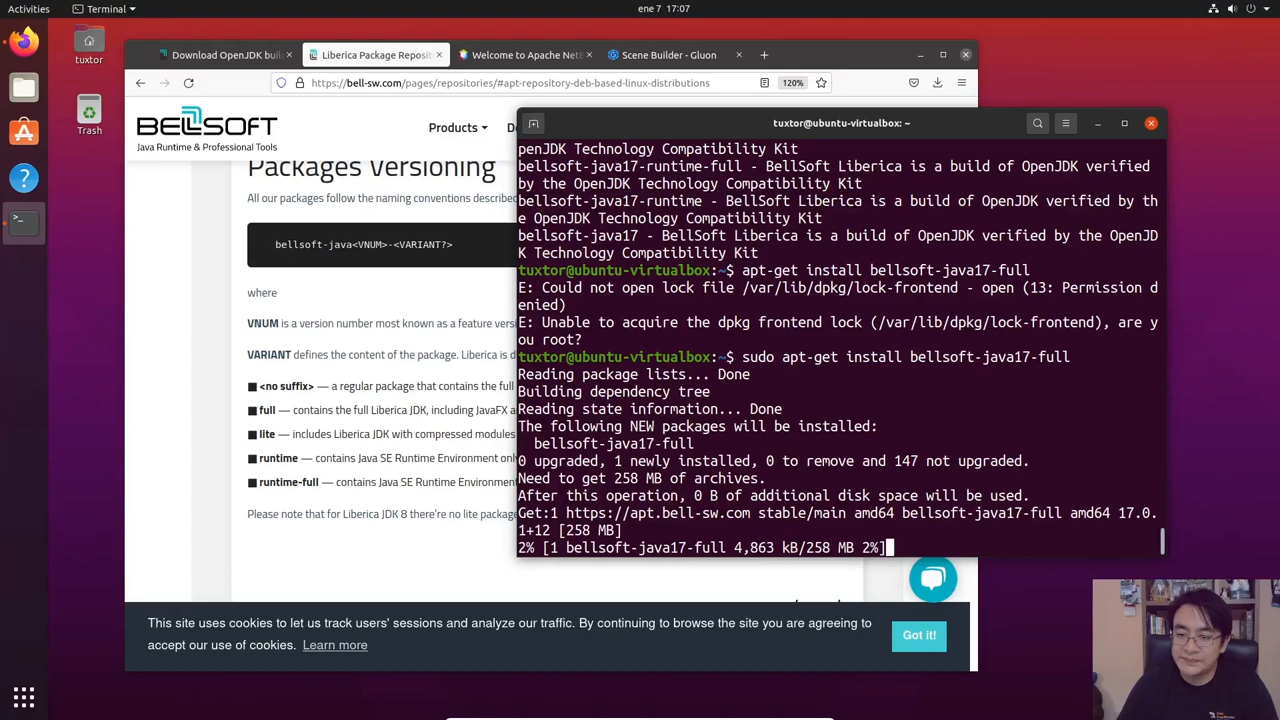 Activities
Terminal
ene 7 17:07
tuxtor
Trash
Download OpenJDK buil
Liberica Package Reposit
Welcome to Apache NetB
Scene Builder - Gluon
https://bell-sw.com/pages/repositories/#apt-repository-deb-based-linux-distributions
120%
BELLSOFT
Java Runtime & Professional Tools
Products
Packages Versioning
All our packages follow the naming conventions described
bellsoft-java<VNUM>-<VARIANT?>
where
VNUM is a version number most known as a feature versi
VARIANT defines the content of the package. Liberica is d
<no suffix> — a regular package that contains the full
full — contains the full Liberica JDK, including JavaFX a
lite — includes Liberica JDK with compressed modules
runtime — contains Java SE Runtime Environment only
runtime-full — contains Java SE Runtime Environment
Please note that for Liberica JDK 8 there're no lite package
tuxtor@ubuntu-virtualbox: ~
penJDK Technology Compatibility Kit
bellsoft-java17-runtime-full - BellSoft Liberica is a build of OpenJDK verified
by the OpenJDK Technology Compatibility Kit
bellsoft-java17-runtime - BellSoft Liberica is a build of OpenJDK verified by th
e OpenJDK Technology Compatibility Kit
bellsoft-java17 - BellSoft Liberica is a build of OpenJDK verified by the OpenJD
K Technology Compatibility Kit
tuxtor@ubuntu-virtualbox:~$ apt-get install bellsoft-java17-full
E: Could not open lock file /var/lib/dpkg/lock-frontend - open (13: Permission d
enied)
E: Unable to acquire the dpkg frontend lock (/var/lib/dpkg/lock-frontend), are y
ou root?
tuxtor@ubuntu-virtualbox:~$ sudo apt-get install bellsoft-java17-full
Reading package lists... Done
Building dependency tree
Reading state information... Done
The following NEW packages will be installed:
bellsoft-java17-full
0 upgraded, 1 newly installed, 0 to remove and 147 not upgraded.
Need to get 258 MB of archives.
After this operation, 0 B of additional disk space will be used.
Get:1 https://apt.bell-sw.com stable/main amd64 bellsoft-java17-full amd64 17.0.
1+12 [258 MB]
2% [1 bellsoft-java17-full 4,863 kB/258 MB 2%]
This site uses cookies to let us track users' sessions and analyze our traffic. By continuing to browse the site you are agreeing to
accept our use of cookies. Learn more
Got it!